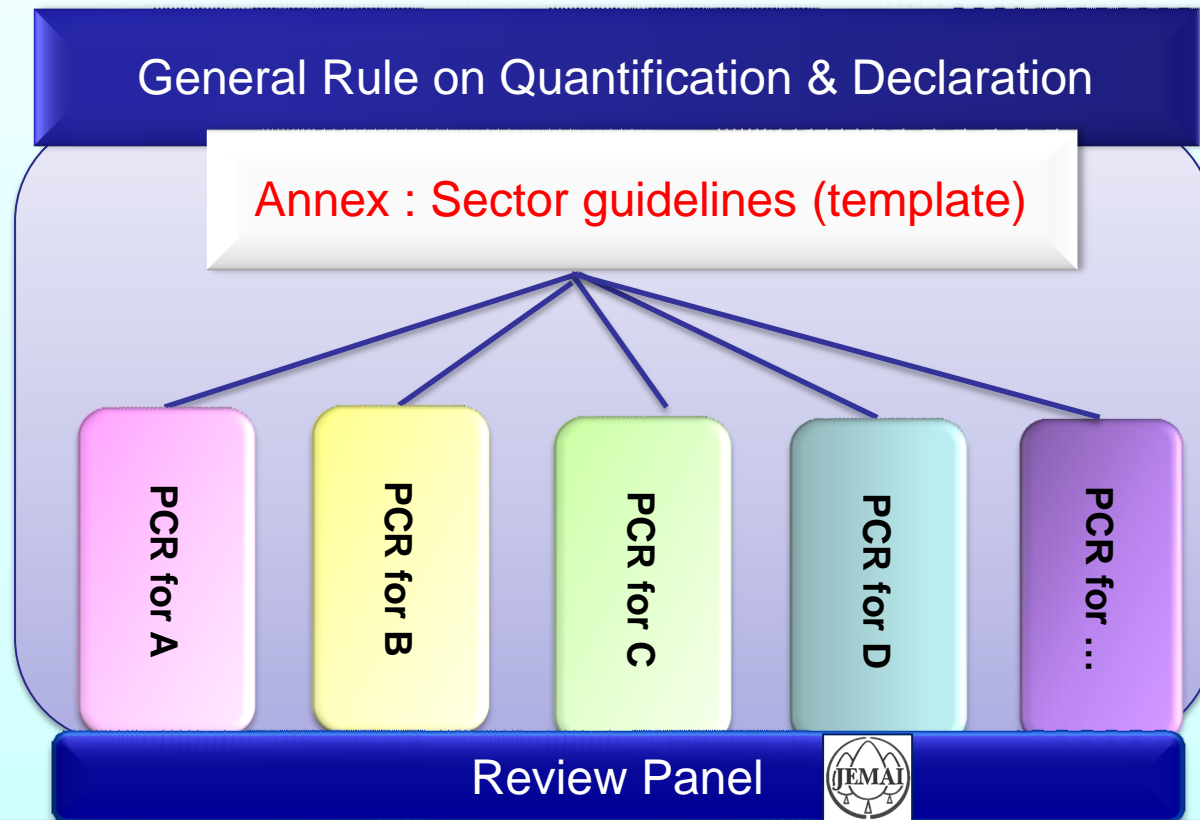 General Rule on Quantification & Declaration
Annex : Sector guidelines (template)
PCR for A
PCR for B
PCR for C
PCR for D
PCR for …
Review Panel
JEMAI